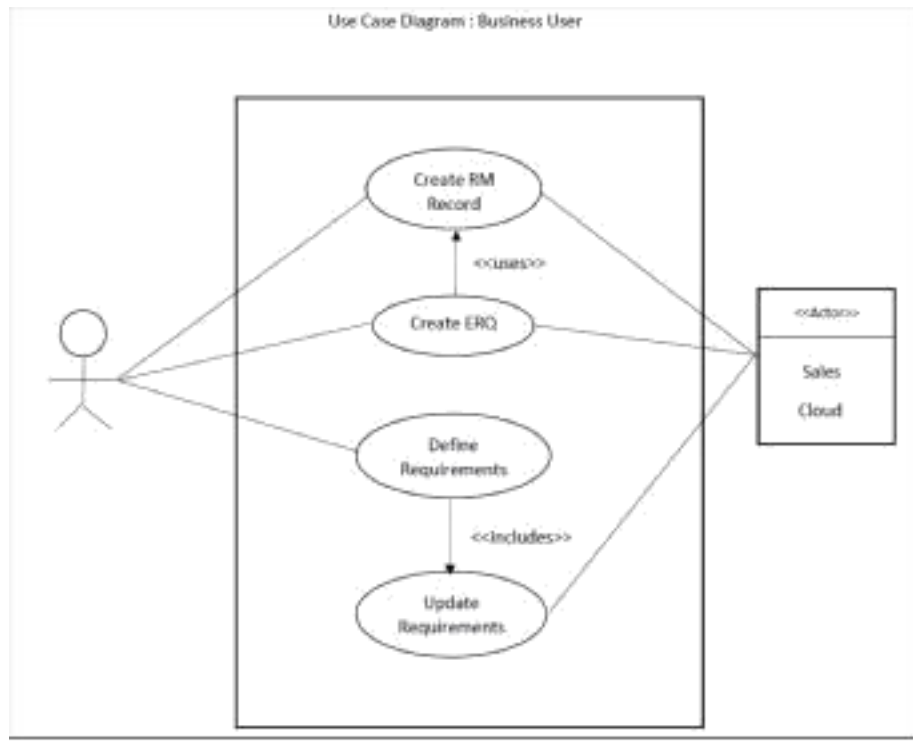 Use Case Diagram : Business User
Create RM
Record
<<uses>>
Create ERQ
<<Actor>>
Sales
Cloud
Define
Requirements
<<includes>>
Update
Requirements